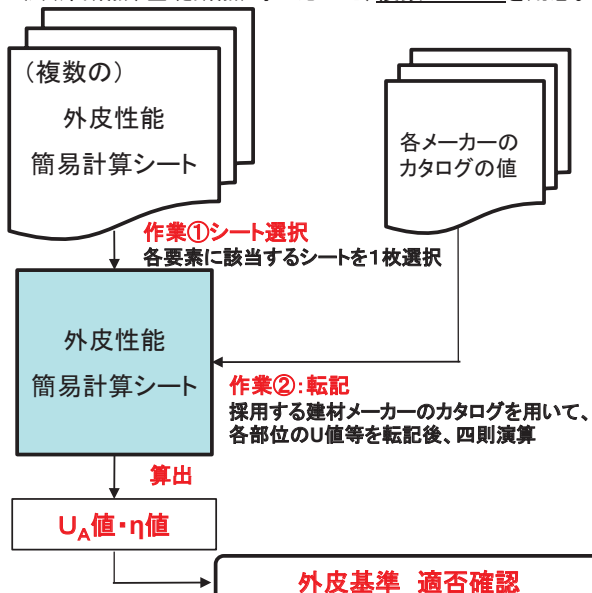 (複数の)
外皮性能
簡易計算シート
各メーカーの
カタログの値
作業①シート選択
各要素に該当するシートを1枚選択
外皮性能
簡易計算シート
作業②:転記
採用する建材メーカーのカタログを用いて、
各部位のU値等を転記後、四則演算
算出
UA値・η値
外皮基準 適否確認